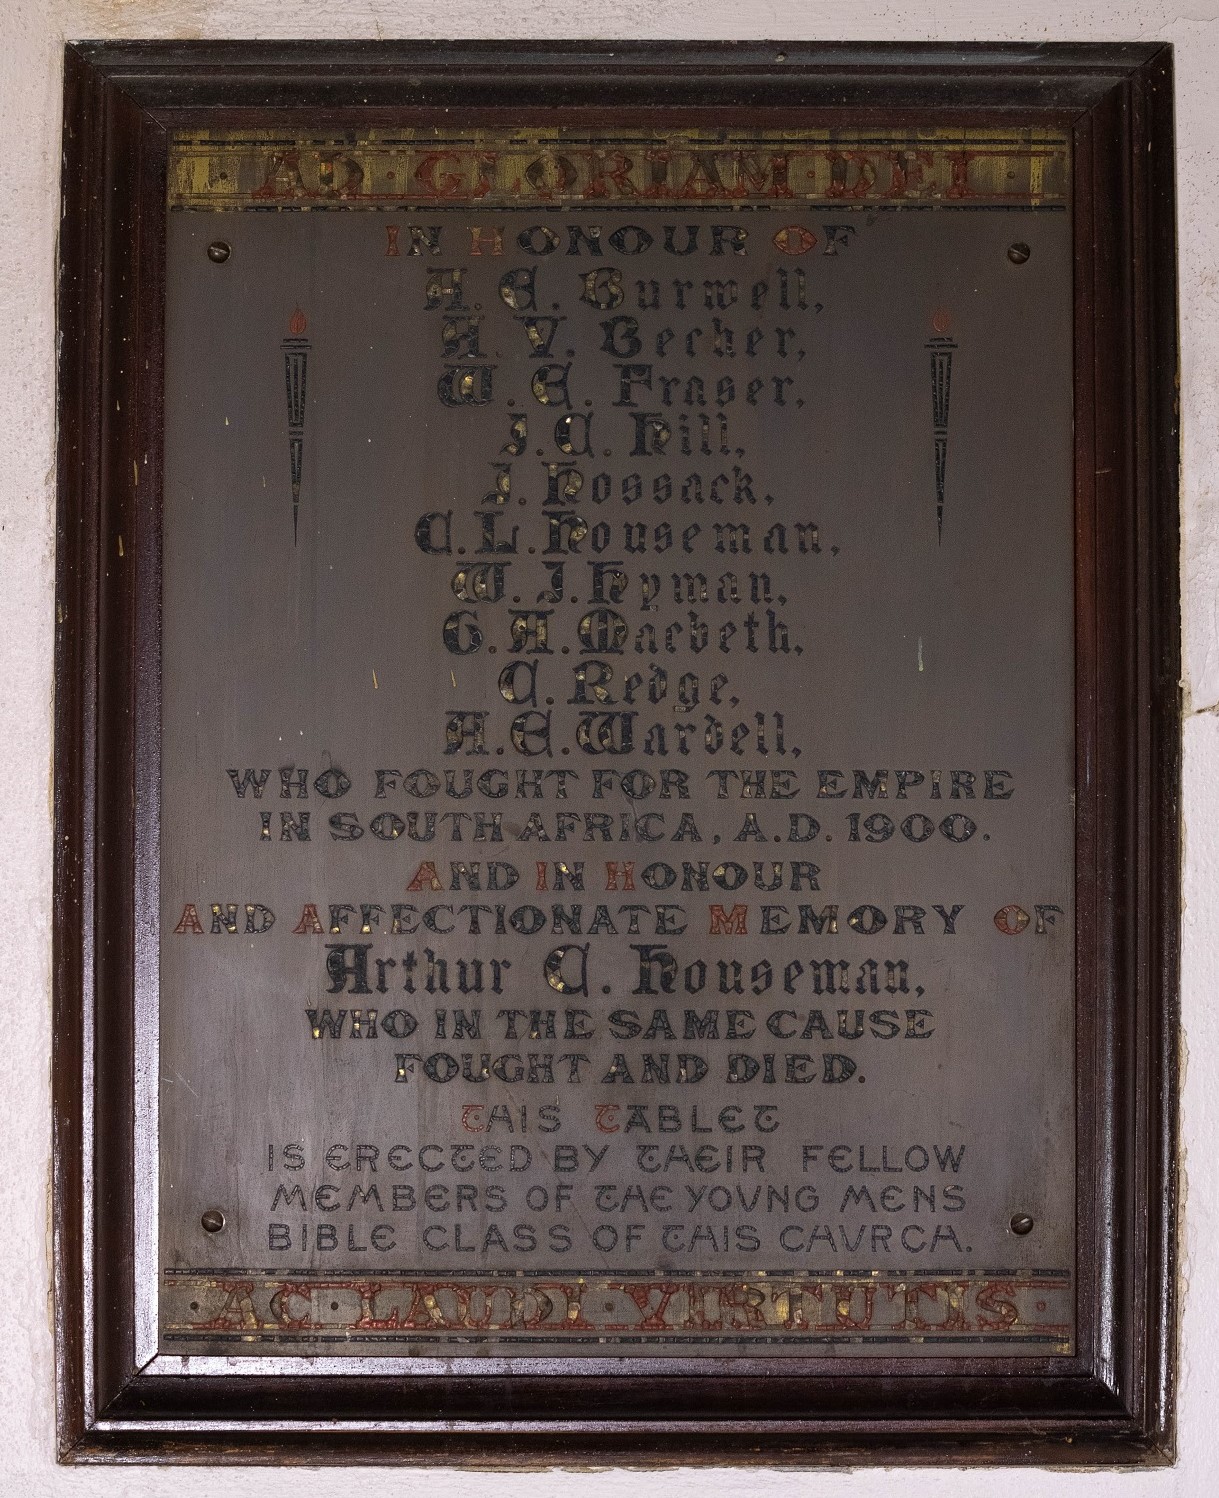 AD · GLORIAM · DEI
IN HONOUR OF
A. E. Burwell,
A. V. Becher,
W. E. Fraser,
J. C. Hill,
J. Hossack,
C. L. Houseman,
W. J. Hyman,
G. A. Macbeth,
C. Redge,
A. E. Wardell,
WHO FOUGHT FOR THE EMPIRE
IN SOUTH AFRICA, A.D. 1900.
AND IN HONOUR
AND AFFECTIONATE MEMORY OF
Arthur C. Houseman,
WHO IN THE SAME CAUSE
FOUGHT AND DIED.
THIS TABLET
IS ERECTED BY THEIR FELLOW
MEMBERS OF THE YOVNG MENS
BIBLE CLASS OF THIS CHVRCH.
· AC · LAUDI · VIRTUTIS ·